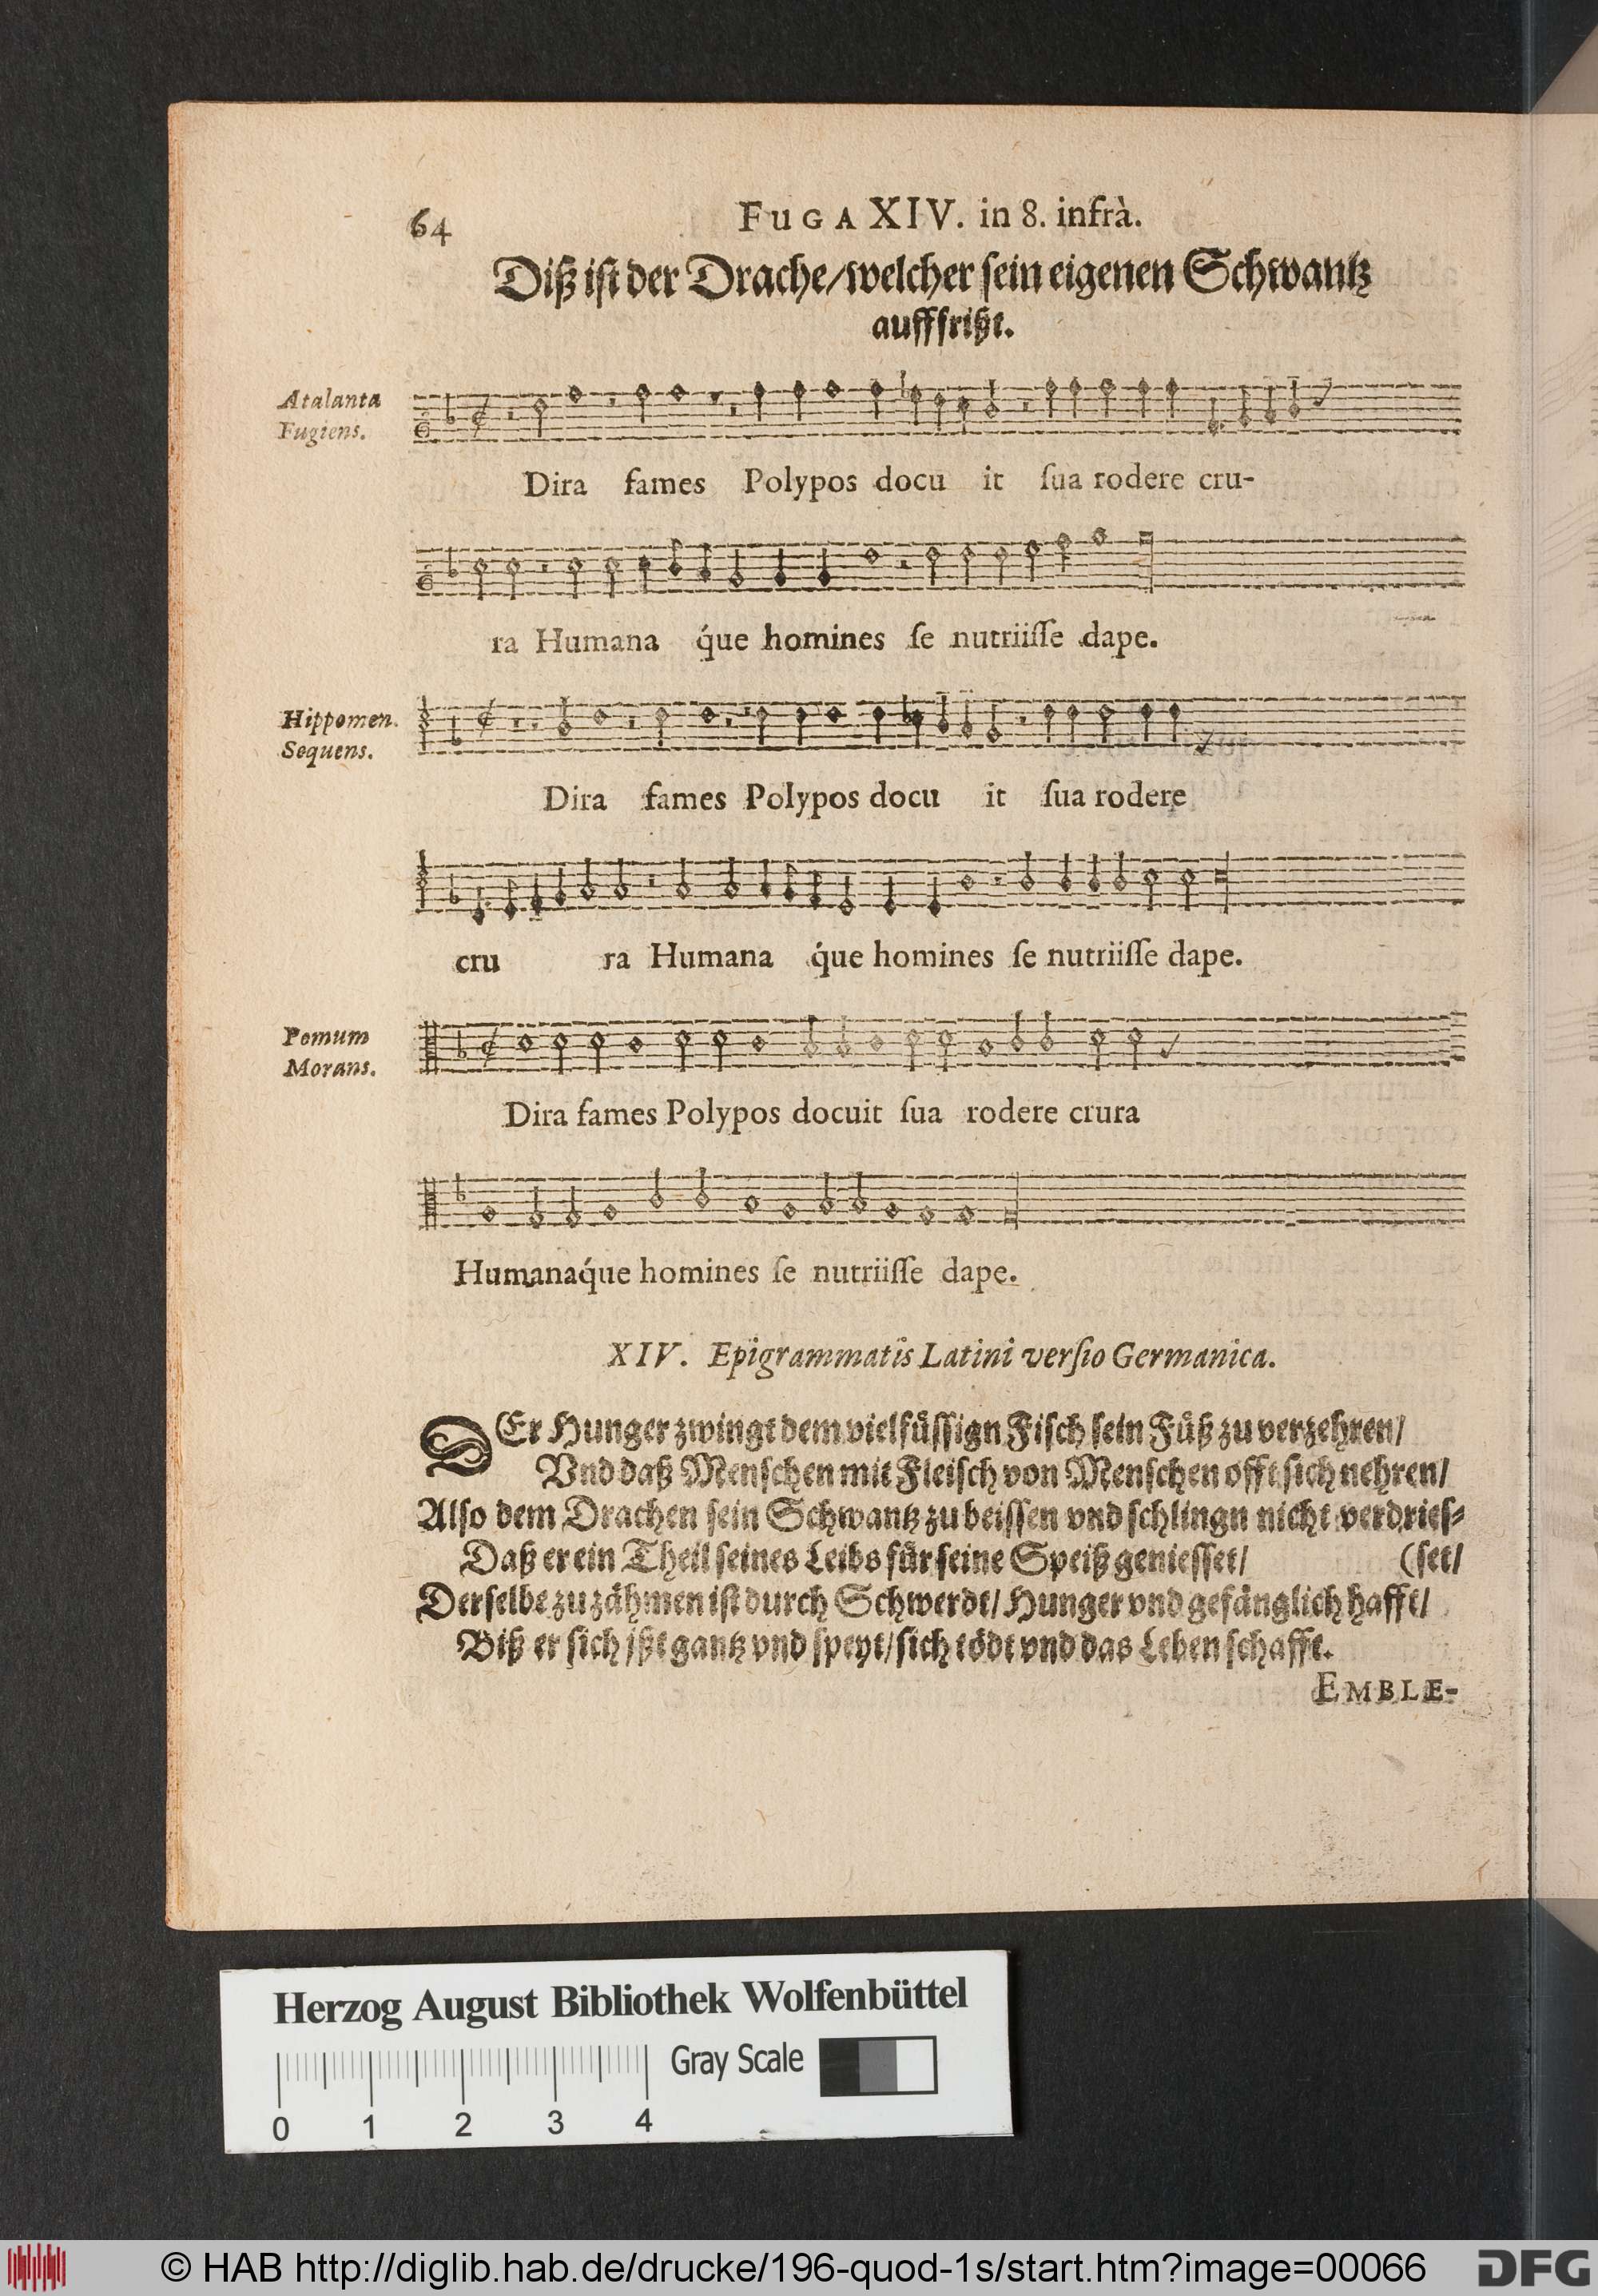 64
FUGA XIV. in 8. infrà.
Diß ist der Drache/welcher sein eigenen Schwantz
aufffrißt.
Atalanta
Fugiens.
Dira fames Polypos docu it ſua rodere cru-
ra Humana q́ue homines ſe nutriiſſe dape.
Hippomen.
Sequens.
Dira fames Polypos docu it ſua rodere
cru ra Humana q́ue homines ſe nutriiſſe dape.
Pomum
Morans.
Dira fames Polypos docuit ſua rodere crura
Humanaq́ue homines ſe nutriiſſe dape.
XIV. Epigrammatis Latini verſio Germanica.
DEr Hunger zwingt dem vielfüſſign Fiſch ſein Füß zu verzehren/
Vnd daß Menſchen mit Fleiſch von Menſchen offt ſich nehren/
Alſo dem Drachen ſein Schwantz zu beiſſen vnd ſchlingn nicht verdrieſ-
Daß er ein Theil ſeines Leibs für ſeine Speiß genieſſet/ (ſet/
Derſelbe zu zähmen iſt durch Schwerdt/ Hunger vnd gefänglich hafft/
Biß er ſich jßt gantz vnd ſpeyt/ſich tödt vnd das Leben ſchafft.
EMBLE-
Herzog August Bibliothek Wolfenbüttel
Gray Scale
0 1 2 3 4
© HAB http://diglib.hab.de/drucke/196-quod-1s/start.htm?image=00066
DFG